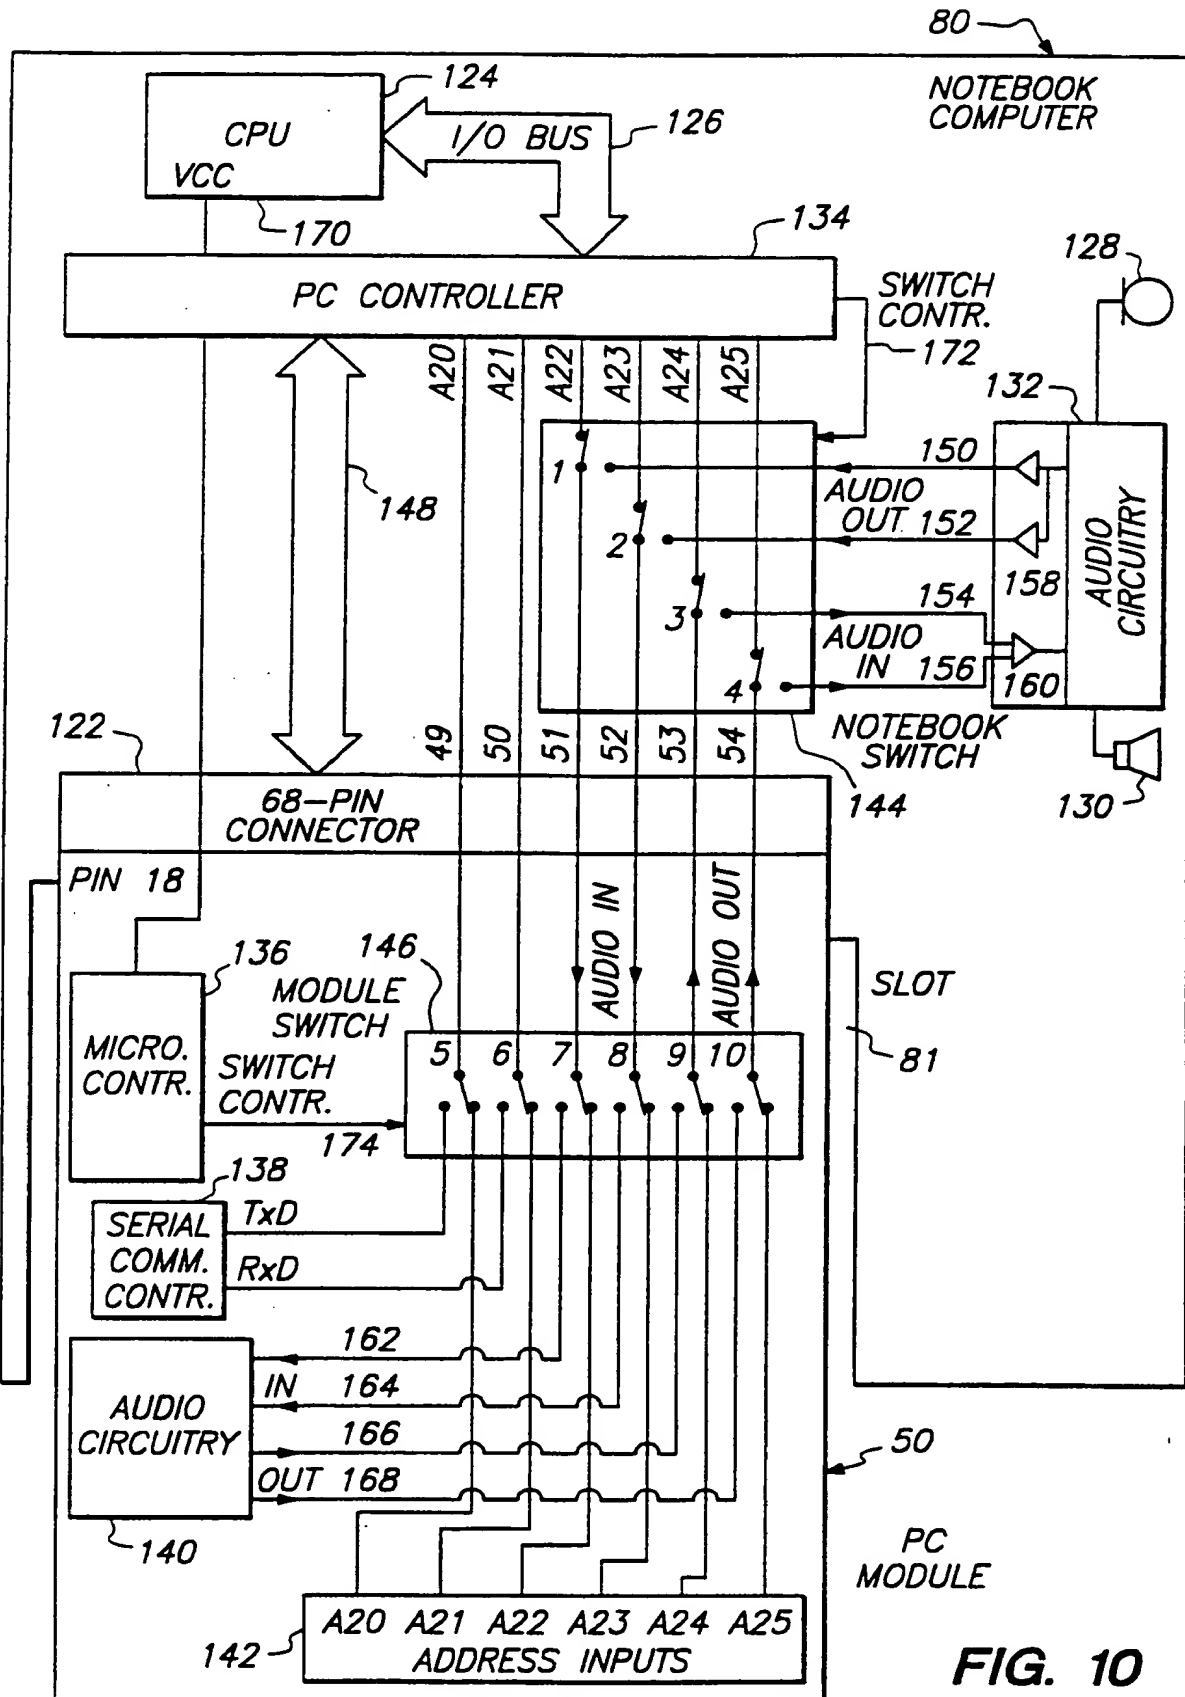 80
NOTEBOOK
COMPUTER
124
CPU
VCC
I/O BUS
126
170
134
PC CONTROLLER
128
SWITCH
CONTR.
172
A20
A21
A22
A23
A24
A25
132
148
1
150
AUDIO
OUT
152
2
158
AUDIO
CIRCUITRY
3
154
AUDIO
IN
156
4
160
122
49
50
51
52
53
54
NOTEBOOK
SWITCH
144
130
68-PIN
CONNECTOR
PIN 18
136
MODULE
SWITCH
146
AUDIO IN
AUDIO OUT
SLOT
81
MICRO.
CONTR.
SWITCH
CONTR.
174
5
6
7
8
9
10
138
SERIAL
COMM.
CONTR.
TxD
RxD
162
IN
164
AUDIO
CIRCUITRY
166
OUT
168
140
50
PC
MODULE
142
A20 A21 A22 A23 A24 A25
ADDRESS INPUTS
FIG. 10